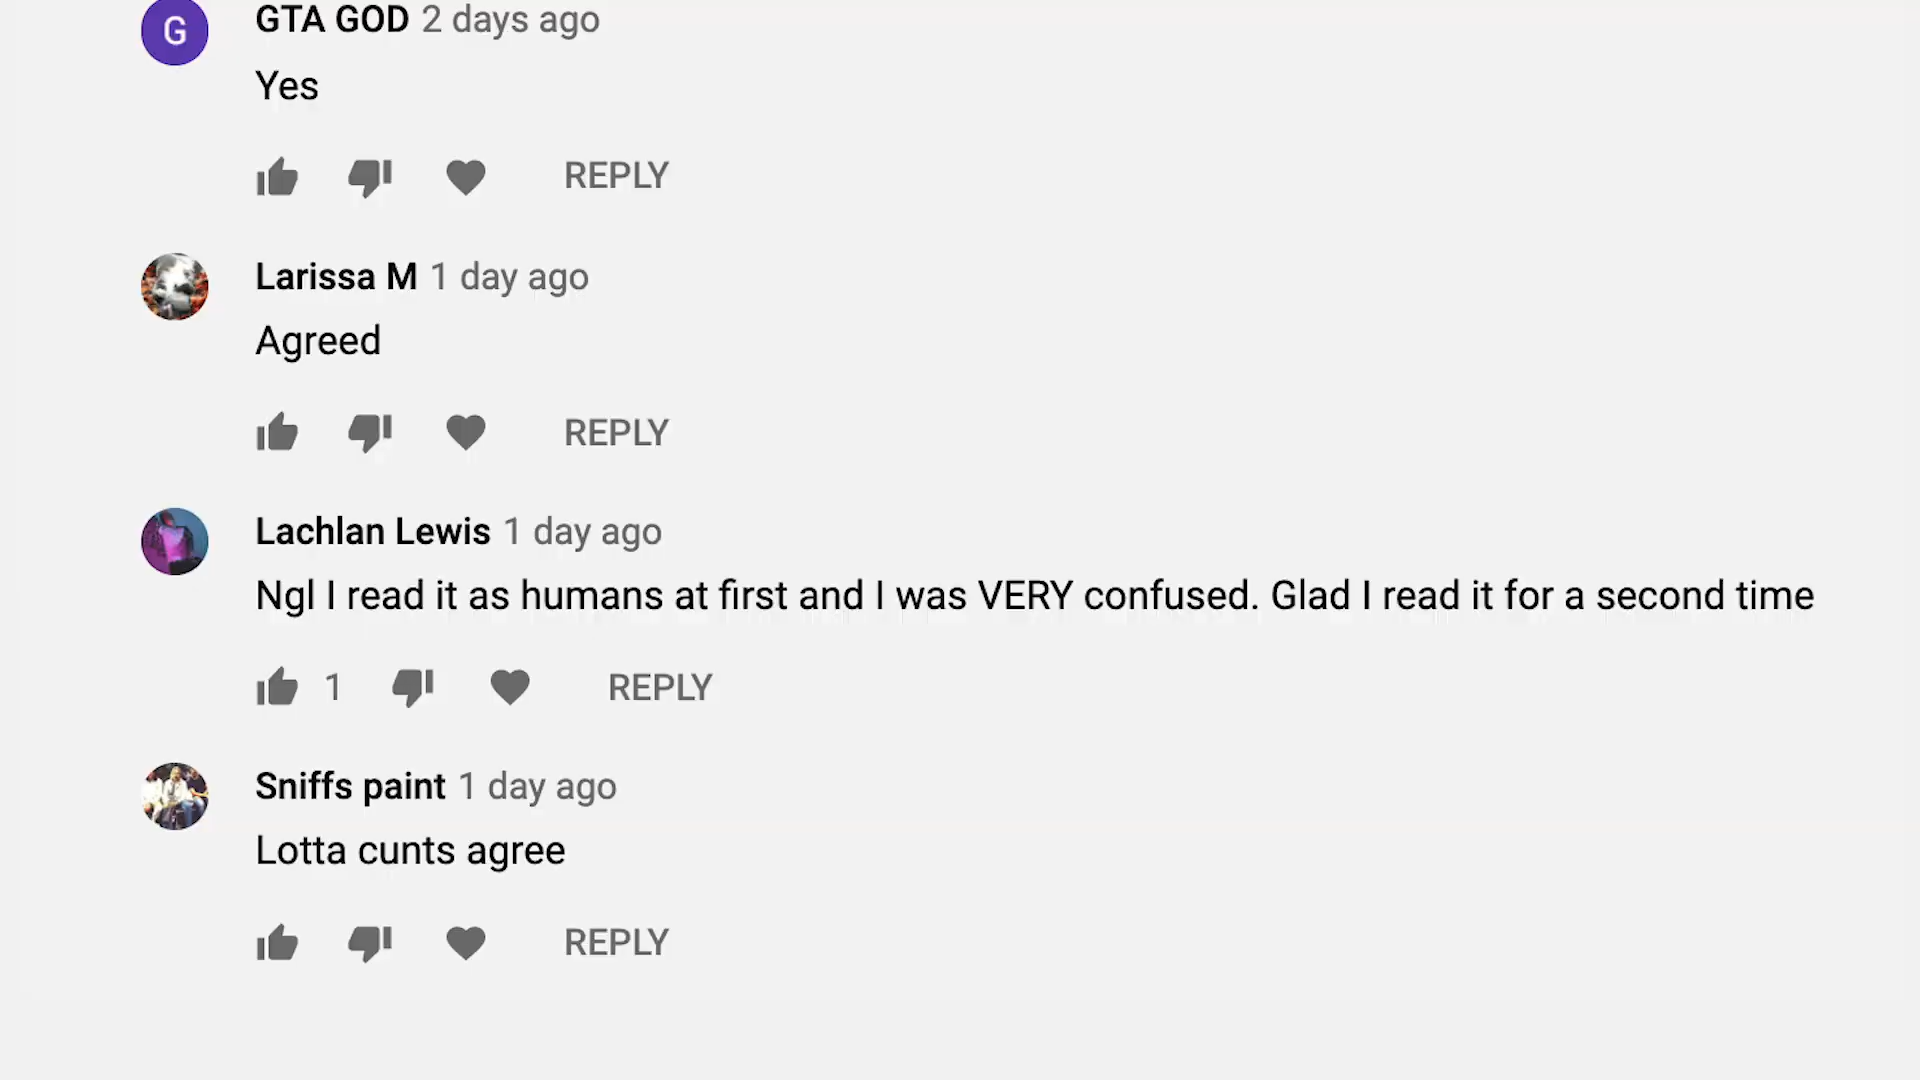 G
GTA GOD 2 days ago
Yes
REPLY
Larissa M 1 day ago
Agreed
REPLY
Lachlan Lewis 1 day ago
Ngl I read it as humans at first and I was VERY confused. Glad I read it for a second time
1 REPLY
Sniffs paint 1 day ago
Lotta cunts agree
REPLY